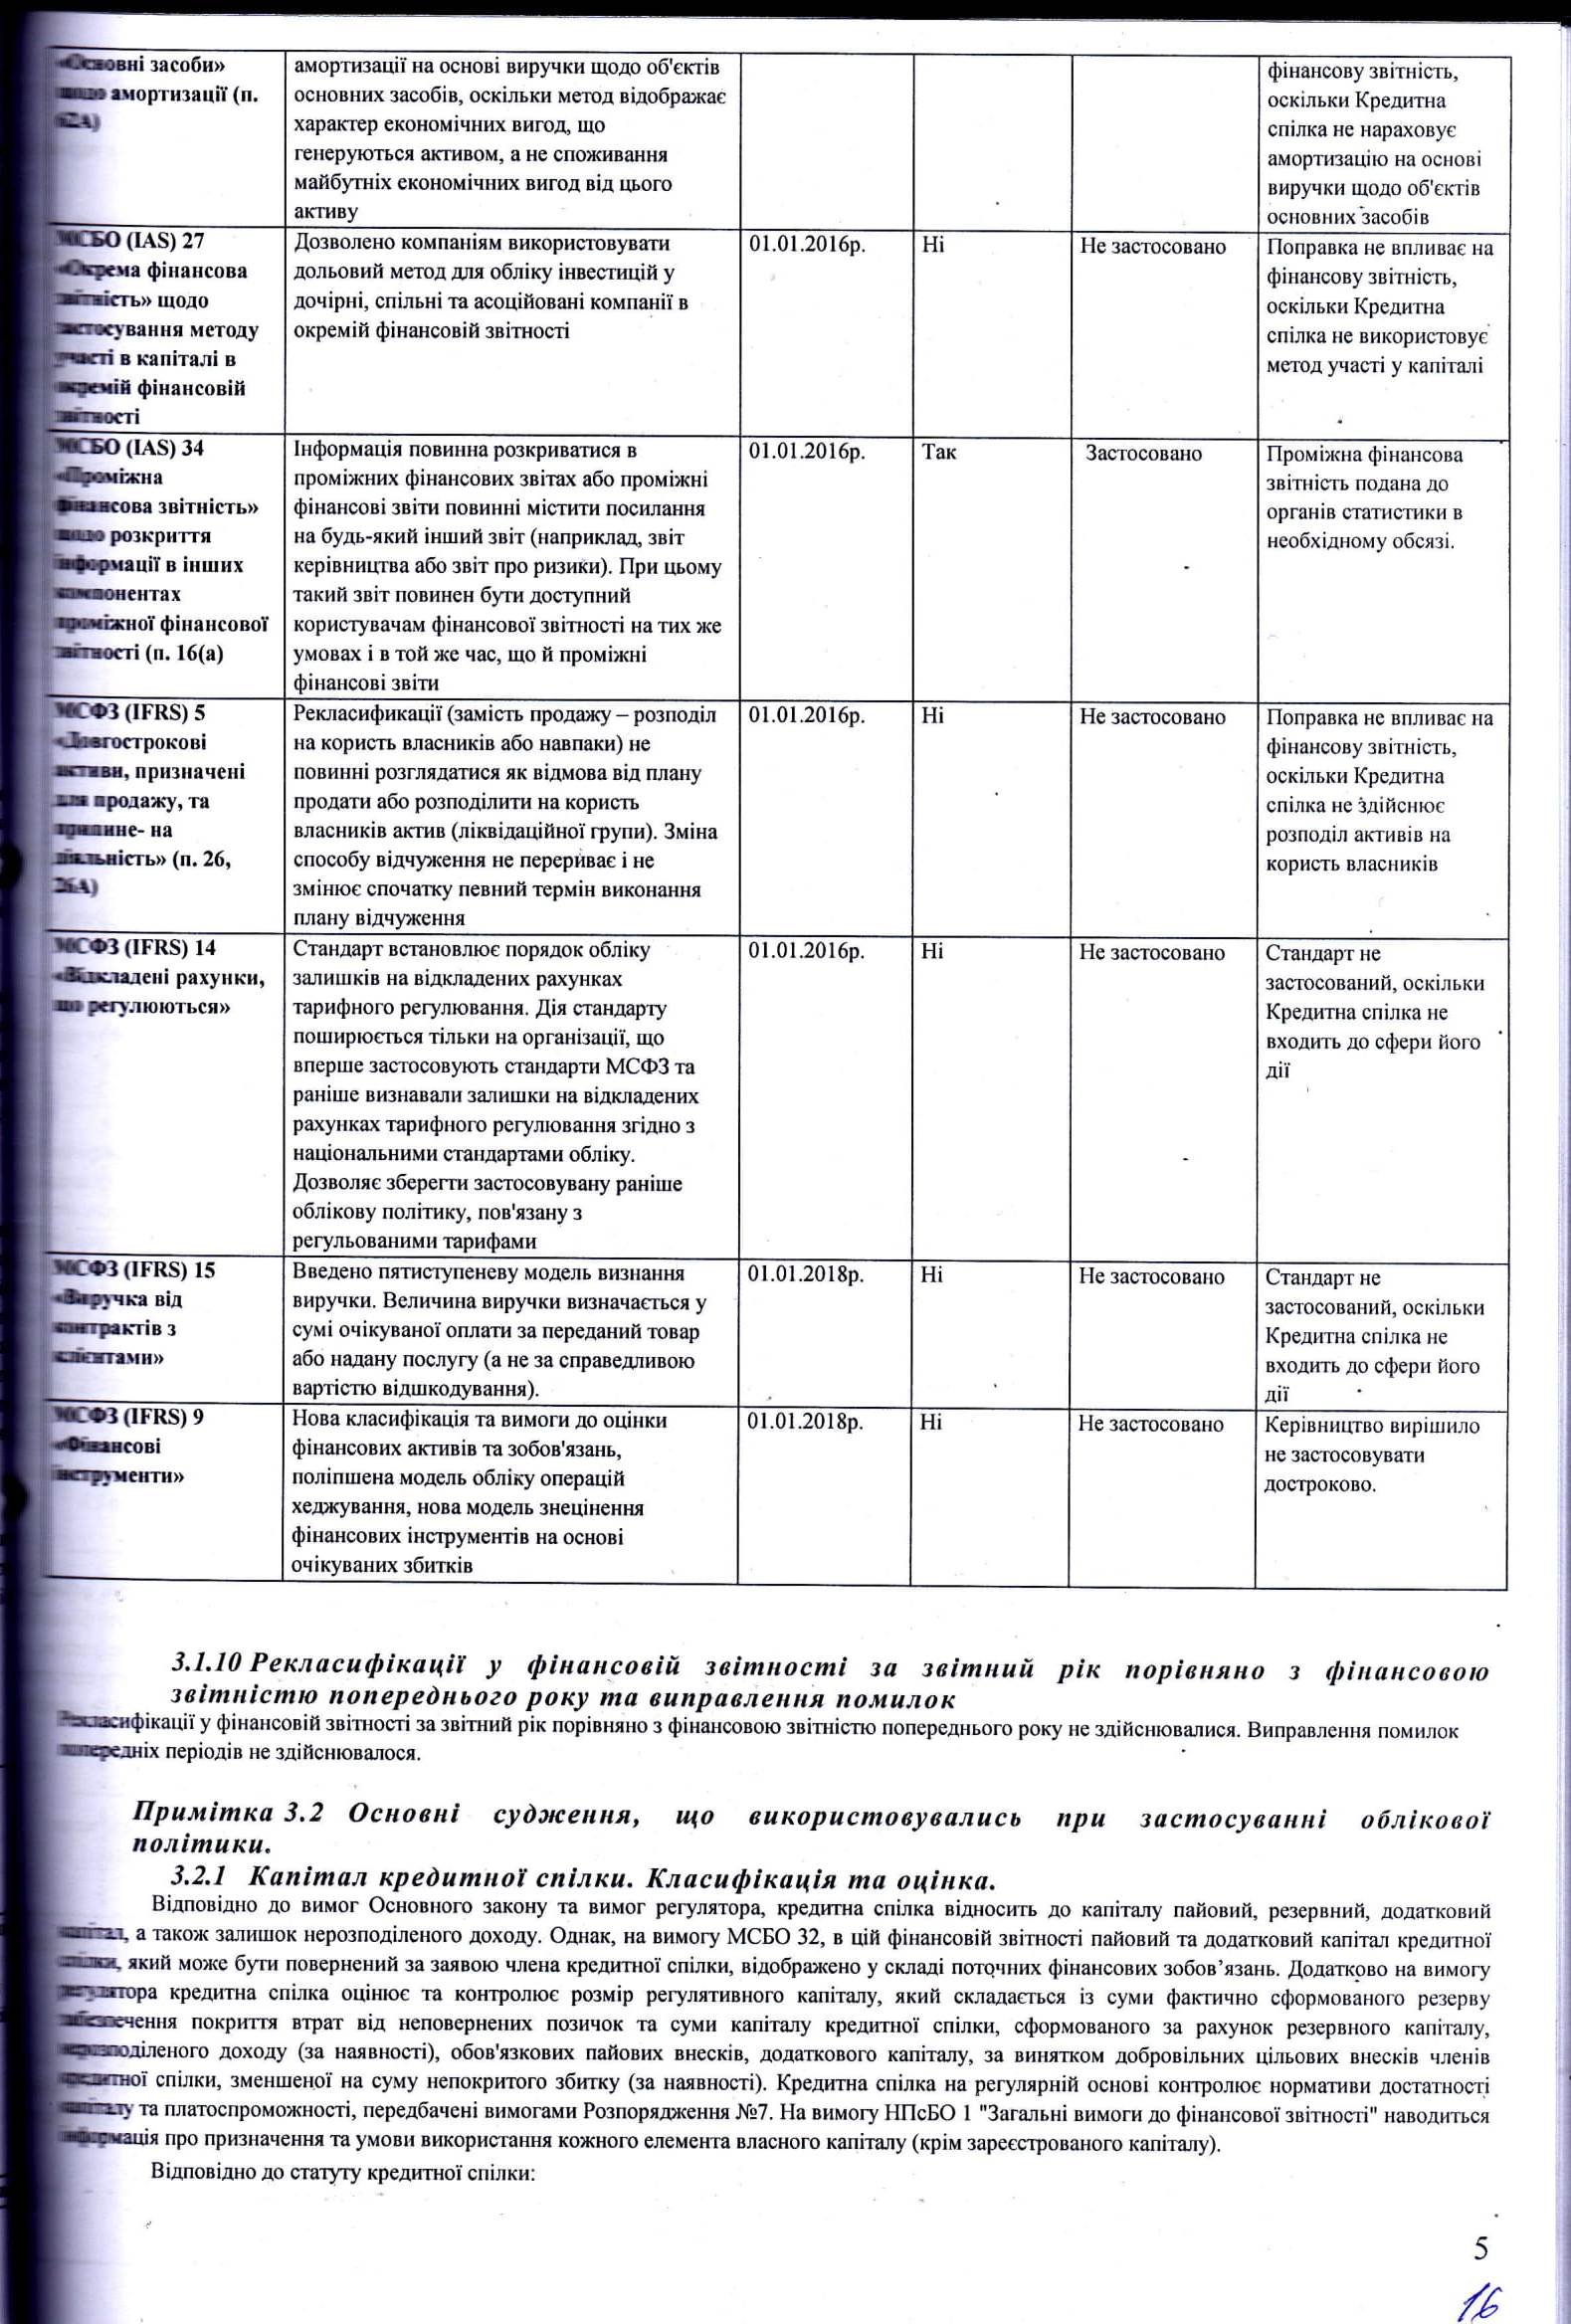 «Основні засоби»
щодо амортизації (п.
62А)
амортизації на основі виручки щодо об'єктів
основних засобів, оскільки метод відображає
характер економічних вигод, що
генеруються активом, а не споживання
майбутніх економічних вигод від цього
активу
фінансову звітність,
оскільки Кредитна
спілка не нараховує
амортизацію на основі
виручки щодо об'єктів
основних засобів
МСБО (IAS) 27
«Окрема фінансова
звітність» щодо
застосування методу
участі в капіталі в
окремій фінансовій
звітності
Дозволено компаніям використовувати
дольовий метод для обліку інвестицій у
дочірні, спільні та асоційовані компанії в
окремій фінансовій звітності
01.01.2016р.
Ні
Не застосовано
Поправка не впливає на
фінансову звітність,
оскільки Кредитна
спілка не використовує
метод участі у капіталі
МСБО (IAS) 34
«Проміжна
фінансова звітність»
щодо розкриття
інформації в інших
компонентах
проміжної фінансової
звітності (п. 16(а)
Інформація повинна розкриватися в
проміжних фінансових звітах або проміжні
фінансові звіти повинні містити посилання
на будь-який інший звіт (наприклад, звіт
керівництва або звіт про ризики). При цьому
такий звіт повинен бути доступний
користувачам фінансової звітності на тих же
умовах і в той же час, що й проміжні
фінансові звіти
01.01.2016р.
Так
Застосовано
Проміжна фінансова
звітність подана до
органів статистики в
необхідному обсязі.
МСФЗ (IFRS) 5
«Довгострокові
активи, призначені
для продажу, та
припине- на
діяльність» (п. 26,
26А)
Рекласификації (замість продажу – розподіл
на користь власників або навпаки) не
повинні розглядатися як відмова від плану
продати або розподілити на користь
власників актив (ліквідаційної групи). Зміна
способу відчуження не перериває і не
змінює спочатку певний термін виконання
плану відчуження
01.01.2016р.
Ні
Не застосовано
Поправка не впливає на
фінансову звітність,
оскільки Кредитна
спілка не здійснює
розподіл активів на
користь власників
МСФЗ (IFRS) 14
«Відкладені рахунки,
що регулюються»
Стандарт встановлює порядок обліку
залишків на відкладених рахунках
тарифного регулювання. Дія стандарту
поширюється тільки на організації, що
вперше застосовують стандарти МСФЗ та
раніше визнавали залишки на відкладених
рахунках тарифного регулювання згідно з
національними стандартами обліку.
Дозволяє зберегти застосовувану раніше
облікову політику, пов'язану з
регульованими тарифами
01.01.2016р.
Ні
Не застосовано
Стандарт не
застосований, оскільки
Кредитна спілка не
входить до сфери його
дії
МСФЗ (IFRS) 15
«Виручка від
контрактів з
клієнтами»
Введено пятиступеневу модель визнання
виручки. Величина виручки визначається у
сумі очікуваної оплати за переданий товар
або надану послугу (а не за справедливою
вартістю відшкодування).
01.01.2018р.
Ні
Не застосовано
Стандарт не
застосований, оскільки
Кредитна спілка не
входить до сфери його
дії
МСФЗ (IFRS) 9
«Фінансові
інструменти»
Нова класифікація та вимоги до оцінки
фінансових активів та зобов'язань,
поліпшена модель обліку операцій
хеджування, нова модель знецінення
фінансових інструментів на основі
очікуваних збитків
01.01.2018р.
Ні
Не застосовано
Керівництво вирішило
не застосовувати
достроково.
3.1.10 Рекласифікації у фінансовій звітності за звітний рік порівняно з фінансовою
звітністю попереднього року та виправлення помилок
Рекласифікації у фінансовій звітності за звітний рік порівняно з фінансовою звітністю попереднього року не здійснювалися. Виправлення помилок
попередніх періодів не здійснювалося.
Примітка 3.2 Основні судження, що використовувались при застосуванні облікової
політики.
3.2.1 Капітал кредитної спілки. Класифікація та оцінка.
Відповідно до вимог Основного закону та вимог регулятора, кредитна спілка відносить до капіталу пайовий, резервний, додатковий
капітал, а також залишок нерозподіленого доходу. Однак, на вимогу МСБО 32, в цій фінансовій звітності пайовий та додатковий капітал кредитної
спілки, який може бути повернений за заявою члена кредитної спілки, відображено у складі поточних фінансових зобов’язань. Додатково на вимогу
регулятора кредитна спілка оцінює та контролює розмір регулятивного капіталу, який складається із суми фактично сформованого резерву
забезпечення покриття втрат від неповернених позичок та суми капіталу кредитної спілки, сформованого за рахунок резервного капіталу,
нерозподіленого доходу (за наявності), обов'язкових пайових внесків, додаткового капіталу, за винятком добровільних цільових внесків членів
кредитної спілки, зменшеної на суму непокритого збитку (за наявності). Кредитна спілка на регулярній основі контролює нормативи достатності
капіталу та платоспроможності, передбачені вимогами Розпорядження №7. На вимогу НПсБО 1 "Загальні вимоги до фінансової звітності" наводиться
інформація про призначення та умови використання кожного елемента власного капіталу (крім зареєстрованого капіталу).
Відповідно до статуту кредитної спілки:
5
16